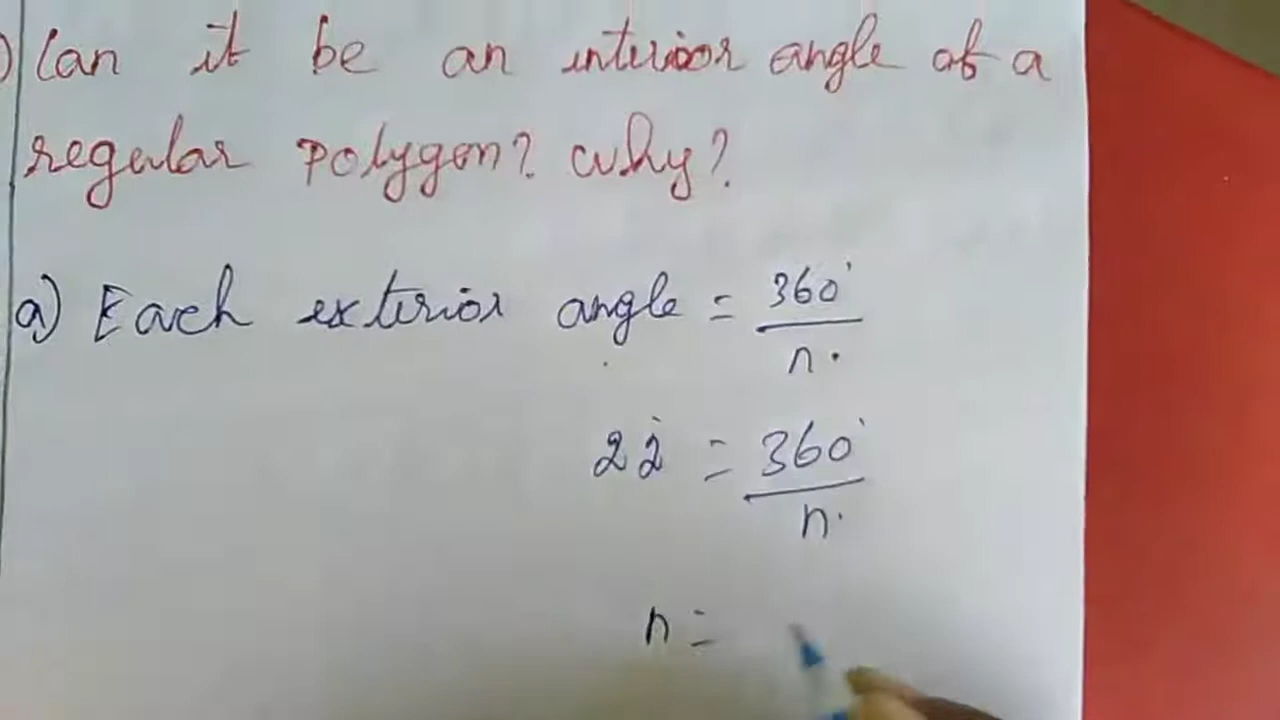 ) Can it be an interior angle of a
regular polygon? why?
a) Each exterior angle = 360°
n.
22° = 360°
n.
n =